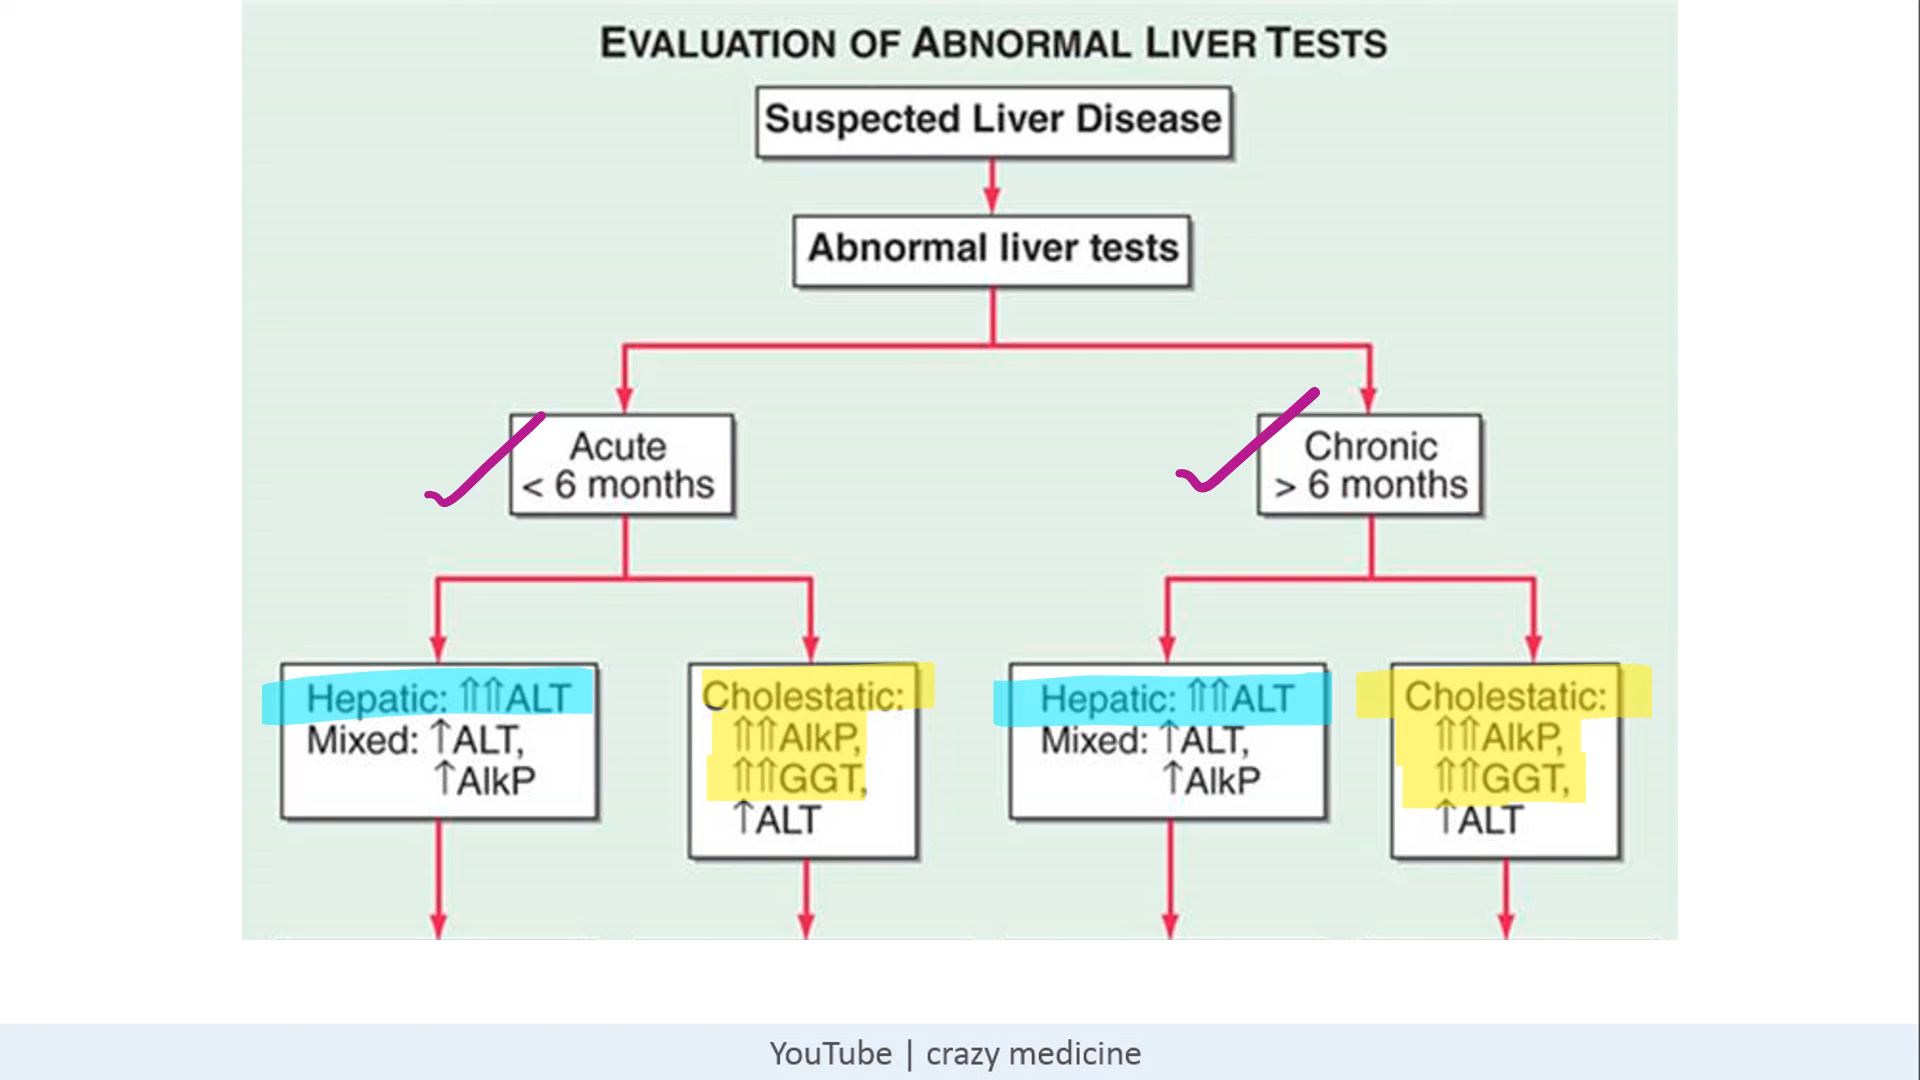 EVALUATION OF ABNORMAL LIVER TESTS
Suspected Liver Disease
Abnormal liver tests
Acute
< 6 months
Chronic
> 6 months
Hepatic: ⇑⇑ALT
Mixed: ↑ALT,
↑AlkP
Cholestatic:
⇑⇑AlkP,
⇑⇑GGT,
↑ALT
Hepatic: ⇑⇑ALT
Mixed: ↑ALT,
↑AlkP
Cholestatic:
⇑⇑AlkP,
⇑⇑GGT,
↑ALT
YouTube | crazy medicine